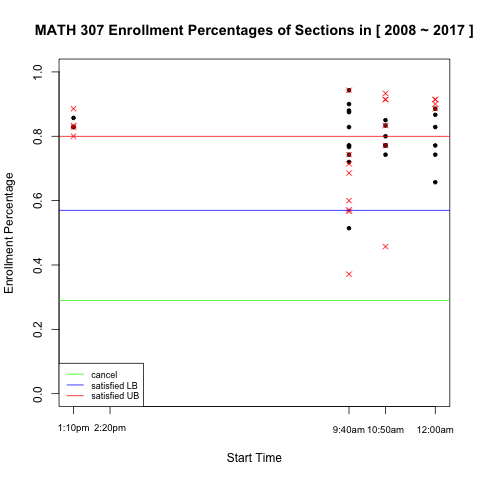 MATH 307 Enrollment Percentages of Sections in [ 2008 ~ 2017 ]
Enrollment Percentage
1.0
0.8
0.6
0.4
0.2
0.0
cancel
satisfied LB
satisfied UB
1:10pm 2:20pm 9:40am 10:50am 12:00am
Start Time